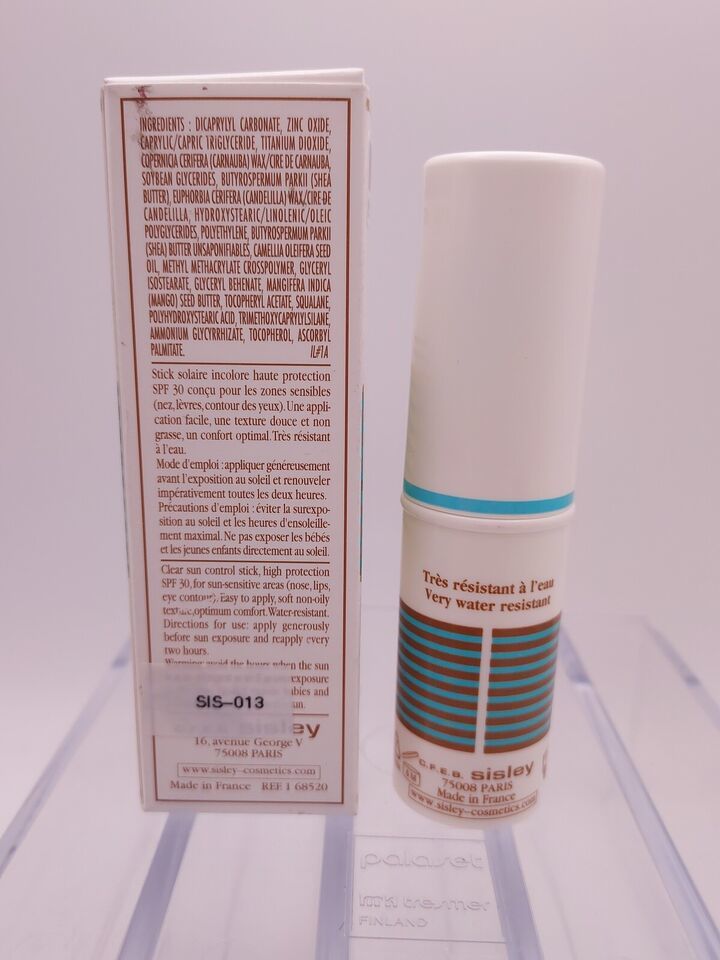 INGREDIENTS : DICAPRYLYL CARBONATE, ZINC OXIDE,
CAPRYLIC/CAPRIC TRIGLYCERIDE, TITANIUM DIOXIDE,
COPERNICIA CERIFERA (CARNAUBA) WAX/CIRE DE CARNAUBA,
SOYBEAN GLYCERIDES, BUTYROSPERMUM PARKII (SHEA
BUTTER), EUPHORBIA CERIFERA (CANDELILLA) WAX/CIRE DE
CANDELILLA, HYDROXYSTEARIC/LINOLENIC/OLEIC
POLYGLYCERIDES, POLYETHYLENE, BUTYROSPERMUM PARKII
(SHEA) BUTTER UNSAPONIFIABLES, CAMELLIA OLEIFERA SEED
OIL, METHYL METHACRYLATE CROSSPOLYMER, GLYCERYL
ISOSTEARATE, GLYCERYL BEHENATE, MANGIFERA INDICA
(MANGO) SEED BUTTER, TOCOPHERYL ACETATE, SQUALANE,
POLYHYDROXYSTEARIC ACID, TRIMETHOXYCAPRYLYLSILANE,
AMMONIUM GLYCYRRHIZATE, TOCOPHEROL, ASCORBYL
PALMITATE. IL#1A
Stick solaire incolore haute protection
SPF 30 conçu pour les zones sensibles
(nez, lèvres, contour des yeux). Une appli-
cation facile, une texture douce et non
grasse, un confort optimal. Très résistant
à l'eau.
Mode d'emploi : appliquer généreusement
avant l'exposition au soleil et renouveler
impérativement toutes les deux heures.
Précautions d'emploi : éviter la surexpo-
sition au soleil et les heures d'ensoleille-
ment maximal. Ne pas exposer les bébés
et les jeunes enfants directement au soleil.
Clear sun control stick, high protection
SPF 30, for sun-sensitive areas (nose, lips,
eye contour). Easy to apply, soft non-oily
texture, optimum comfort. Water-resistant.
Directions for use: apply generously
before sun exposure and reapply every
two hours.
Warning: avoid the hours when the sun
exposure
bies and
sun.
SIS-013
C.F.E.B. sisley
16, avenue George V
75008 PARIS
www.sisley-cosmetics.com
Made in France REF. 1 68520
Très résistant à l'eau
Very water resistant
C.F.E.B. sisley
75008 PARIS
Made in France
www.sisley-cosmetics.com
palaset
FINLAND